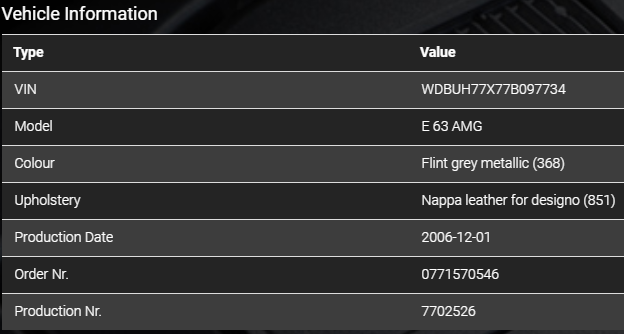 Vehicle Information
Type Value
VIN WDBUH77X77B097734
Model E 63 AMG
Colour Flint grey metallic (368)
Upholstery Nappa leather for designo (851)
Production Date 2006-12-01
Order Nr. 0771570546
Production Nr. 7702526